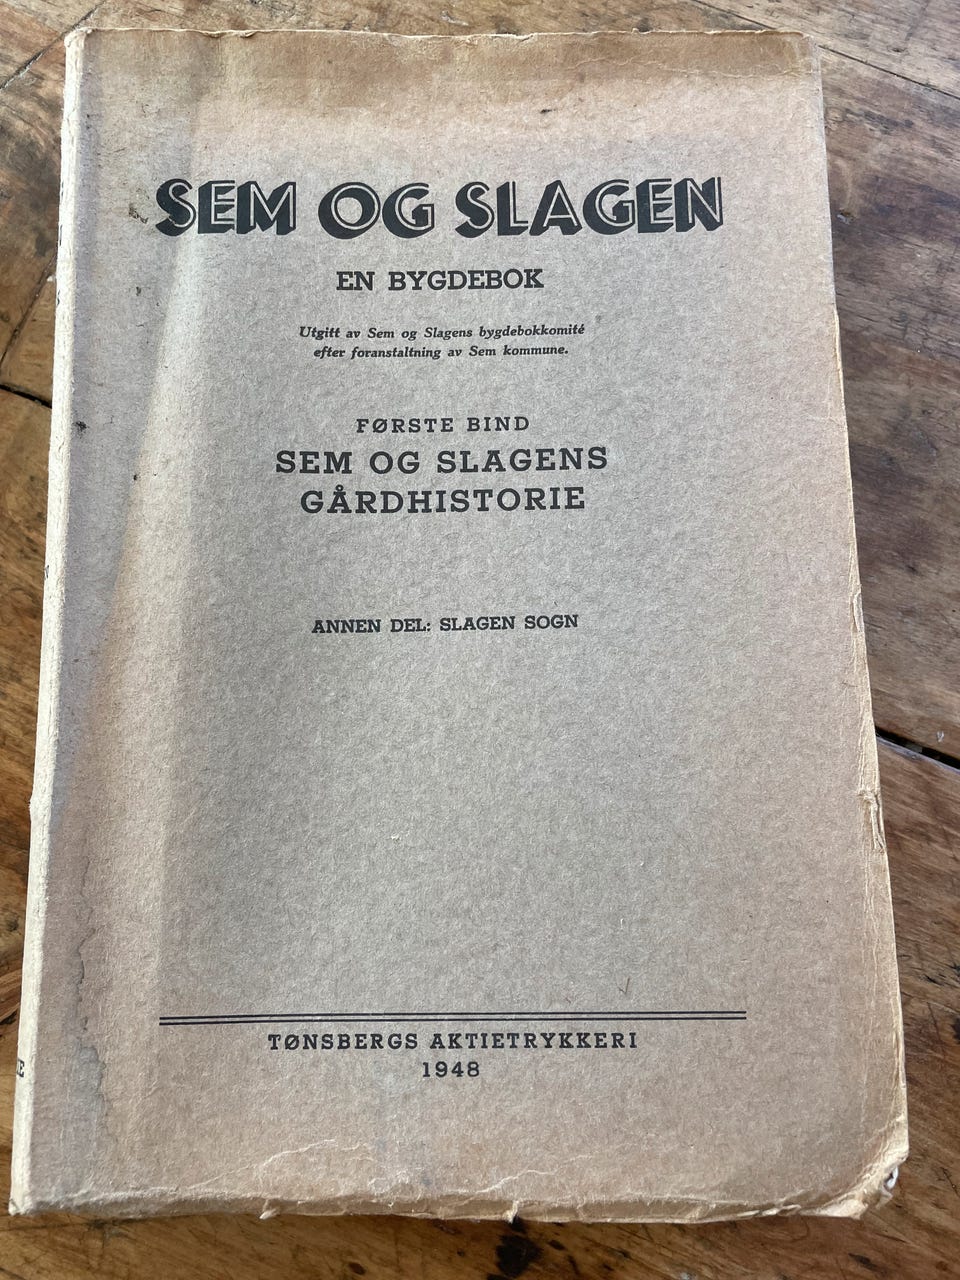 SEM OG SLAGEN
EN BYGDEBOK
Utgitt av Sem og Slagens bygdebokkomité
efter foranstaltning av Sem kommune.
FØRSTE BIND
SEM OG SLAGENS
GÅRDHISTORIE
ANNEN DEL: SLAGEN SOGN
TØNSBERGS AKTIETRYKKERI
1948